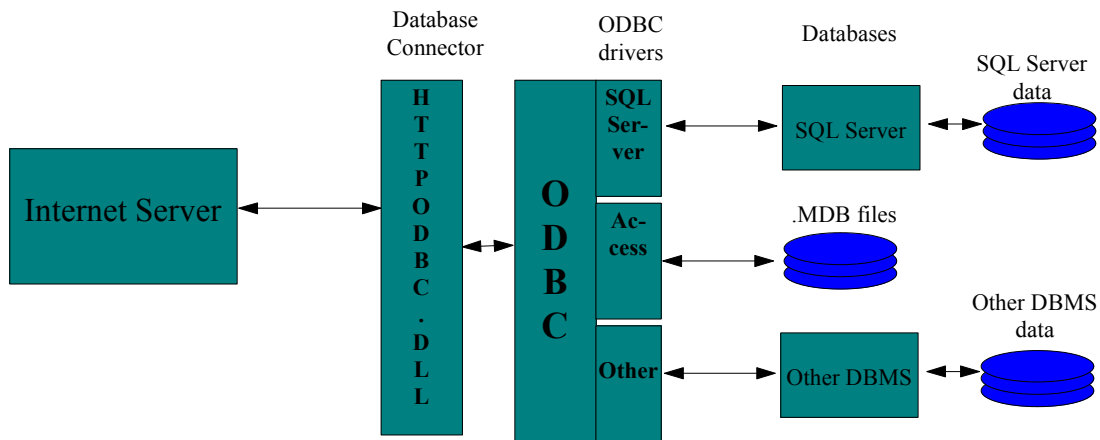 Database
Connector
ODBC
drivers
Databases
SQL Server
data
Internet Server
H
T
T
P
O
D
B
C
.
D
L
L
O
D
B
C
SQL
Ser-
ver
SQL Server
Ac-
cess
.MDB files
Other
Other DBMS
Other DBMS
data